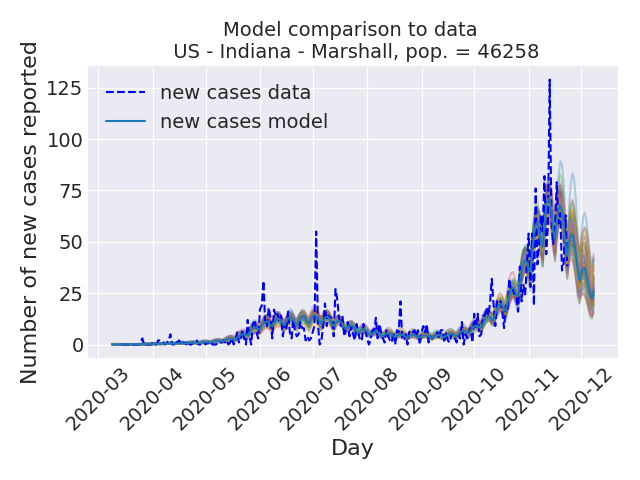 Model comparison to data
US - Indiana - Marshall, pop. = 46258
Number of new cases reported
125
100
75
50
25
0
new cases data
new cases model
2020-03
2020-04
2020-05
2020-06
2020-07
2020-08
2020-09
2020-10
2020-11
2020-12
Day